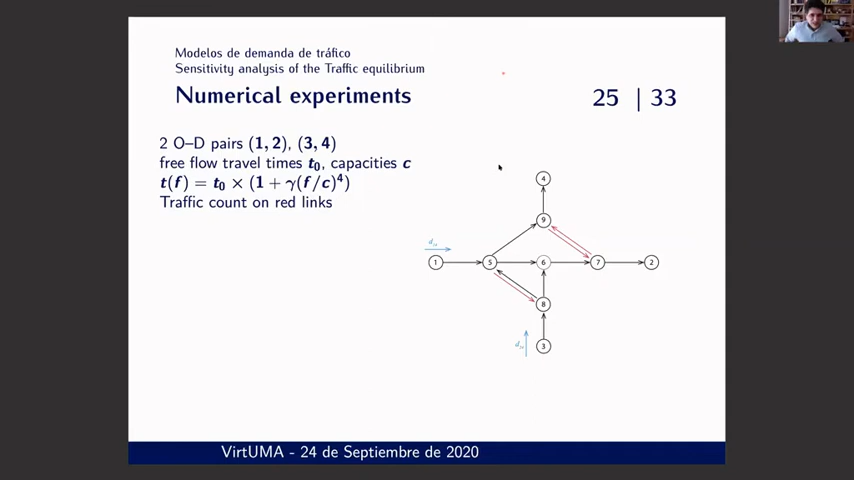 Modelos de demanda de tráfico
Sensitivity analysis of the Traffic equilibrium
Numerical experiments
25 | 33
2 O–D pairs (1, 2), (3, 4)
free flow travel times t₀, capacities c
t(f) = t₀ × (1 + γ(f/c)⁴)
Traffic count on red links
4
9
1
5
6
7
2
8
3
VirtUMA - 24 de Septiembre de 2020